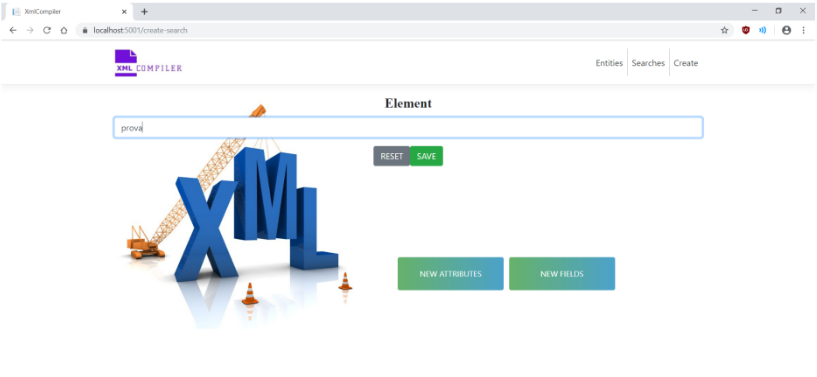 XmlCompiler
localhost:5001/create-search
XML COMPILER
Entities Searches Create
Element
prova
RESET SAVE
XML
NEW ATTRIBUTES NEW FIELDS